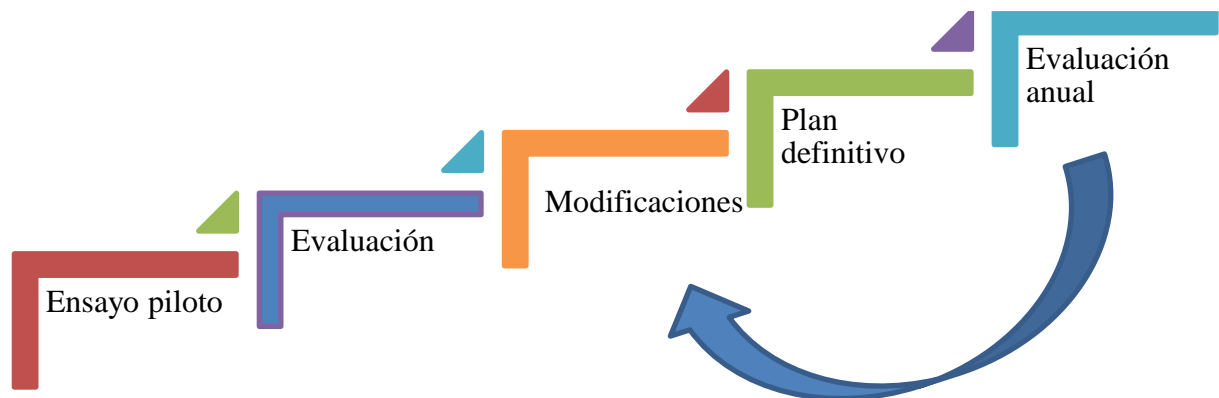 Ensayo piloto
Evaluación
Modificaciones
Plan
definitivo
Evaluación
anual